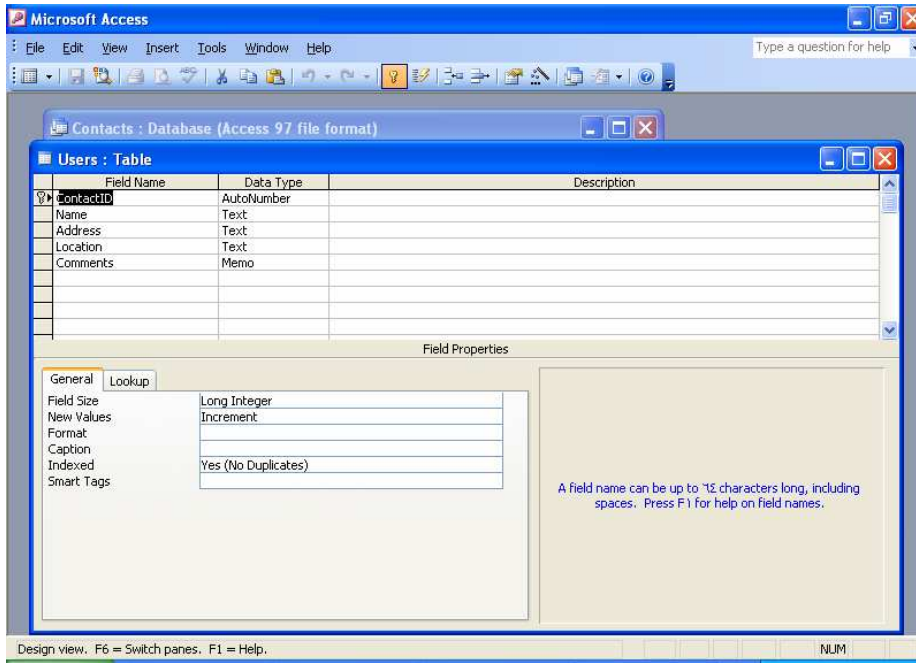 Microsoft Access
File Edit View Insert Tools Window Help Type a question for help
Contacts : Database (Access 97 file format)
Users : Table
Field Name Data Type Description
ContactID AutoNumber
Name Text
Address Text
Location Text
Comments Memo
Field Properties
General Lookup
Field Size Long Integer
New Values Increment
Format
Caption
Indexed Yes (No Duplicates)
Smart Tags
A field name can be up to ٦٤ characters long, including
spaces. Press F١ for help on field names.
Design view. F6 = Switch panes. F1 = Help. NUM